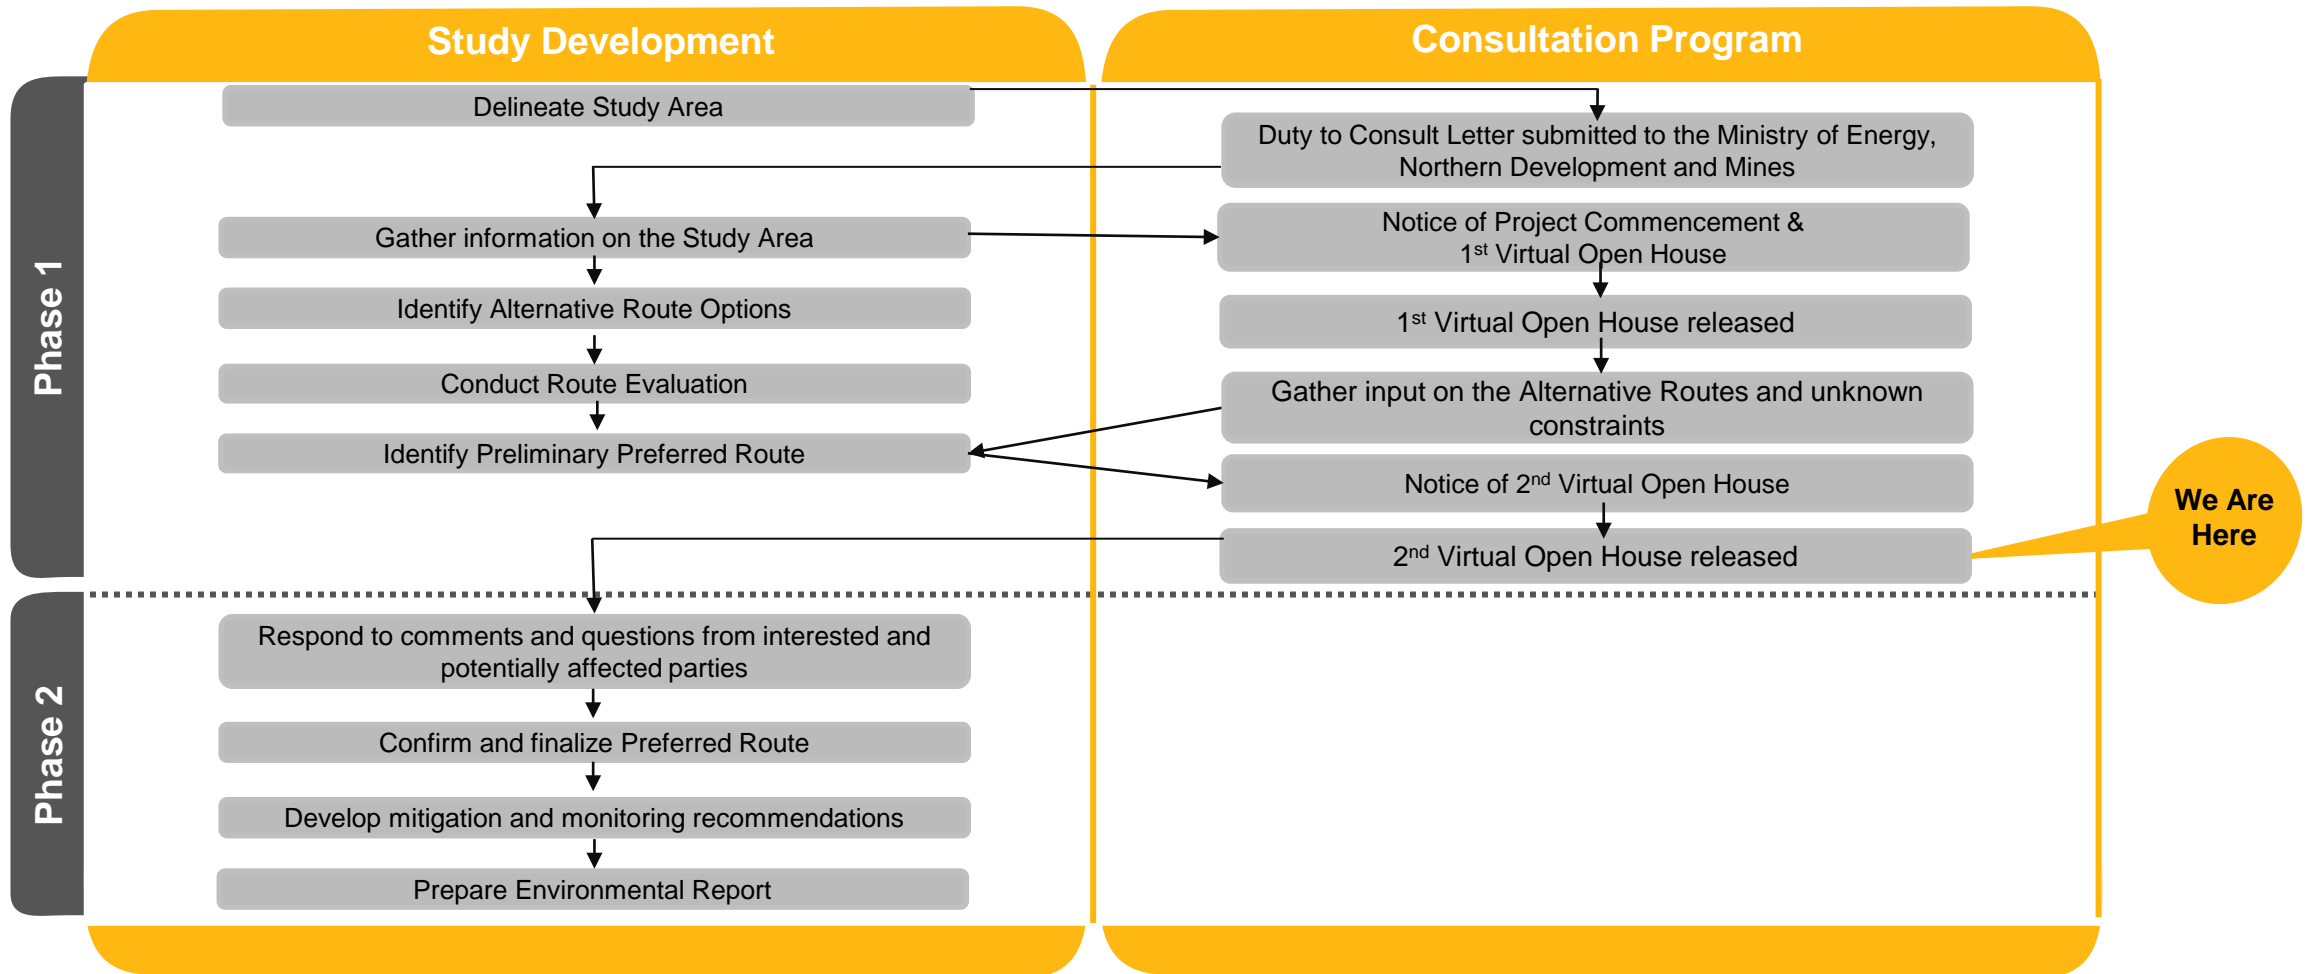 Study Development
Consultation Program
Phase 1
Delineate Study Area
Duty to Consult Letter submitted to the Ministry of Energy,
Northern Development and Mines
Gather information on the Study Area
Notice of Project Commencement &
1st Virtual Open House
Identify Alternative Route Options
1st Virtual Open House released
Conduct Route Evaluation
Gather input on the Alternative Routes and unknown
constraints
Identify Preliminary Preferred Route
Notice of 2nd Virtual Open House
2nd Virtual Open House released
We Are
Here
Phase 2
Respond to comments and questions from interested and
potentially affected parties
Confirm and finalize Preferred Route
Develop mitigation and monitoring recommendations
Prepare Environmental Report